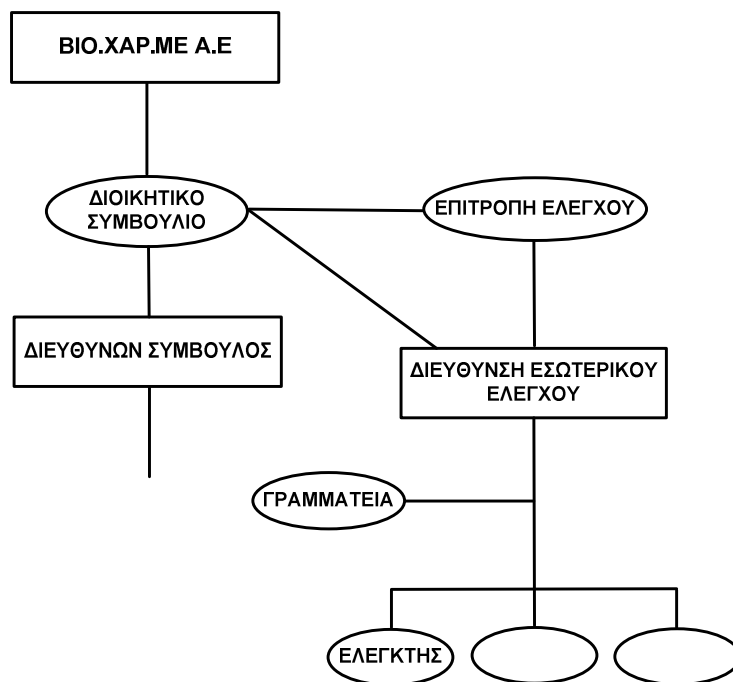 ΒΙΟ.ΧΑΡ.ΜΕ Α.Ε
ΔΙΟΙΚΗΤΙΚΟ
ΣΥΜΒΟΥΛΙΟ
ΕΠΙΤΡΟΠΗ ΕΛΕΓΧΟΥ
ΔΙΕΥΘΥΝΩΝ ΣΥΜΒΟΥΛΟΣ
ΔΙΕΥΘΥΝΣΗ ΕΣΩΤΕΡΙΚΟΥ
ΕΛΕΓΧΟΥ
ΓΡΑΜΜΑΤΕΙΑ
ΕΛΕΓΚΤΗΣ